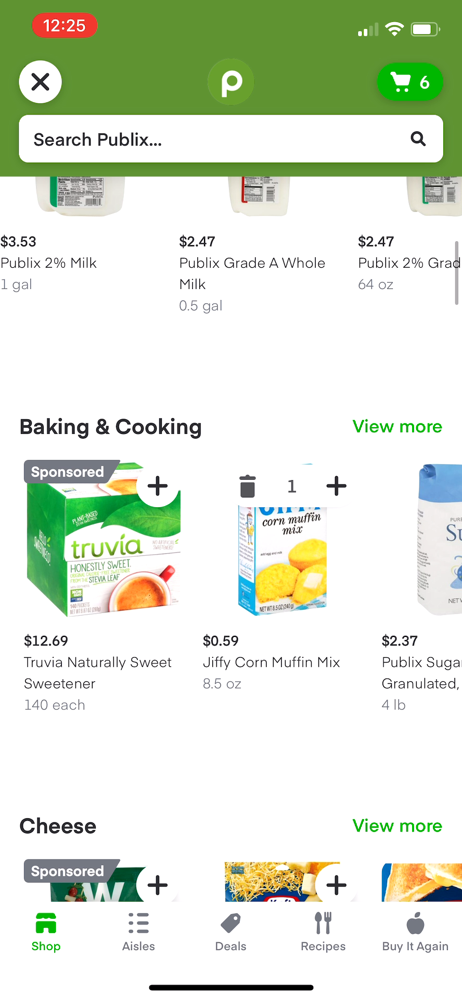 12:25
6
Search Publix...
$3.53
Publix 2% Milk
1 gal
$2.47
Publix Grade A Whole
Milk
0.5 gal
$2.47
Publix 2% Grad
64 oz
Baking & Cooking
View more
Sponsored
PLANT-BASED
STEVIA SWEETNESS
HELLO
SWEETNESS!
truvia
NO ARTIFICIAL
SWEETENERS!
HONESTLY SWEET.
ORIGINAL CALORIE-FREE SWEETENER
FROM THE STEVIA LEAF
NON
GMO
NSF
140 PACKETS
NET WT 9.87 OZ (280g)
$12.69
Truvia Naturally Sweet
Sweetener
140 each
1
corn muffin
mix
add egg and milk
NET WT 8.5 OZ (240g)
$0.59
Jiffy Corn Muffin Mix
8.5 oz
PURE
Su
NET W
$2.37
Publix Sugar
Granulated,
4 lb
Cheese
View more
Sponsored
W
Kraft
Shop
Aisles
Deals
Recipes
Buy It Again